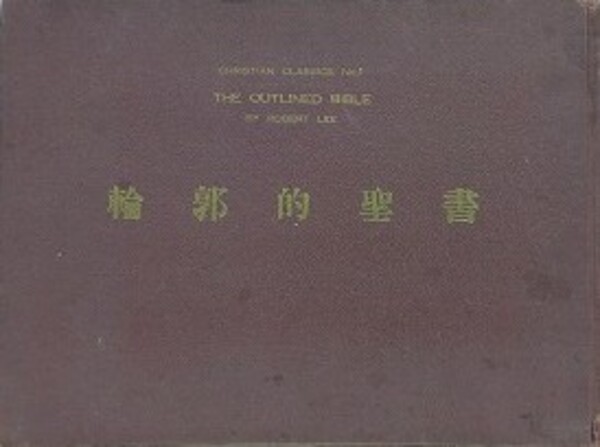 CHRISTIAN CLASSICS No.1
THE OUTLINED BIBLE
BY ROBERT LEE
輪郭的聖書